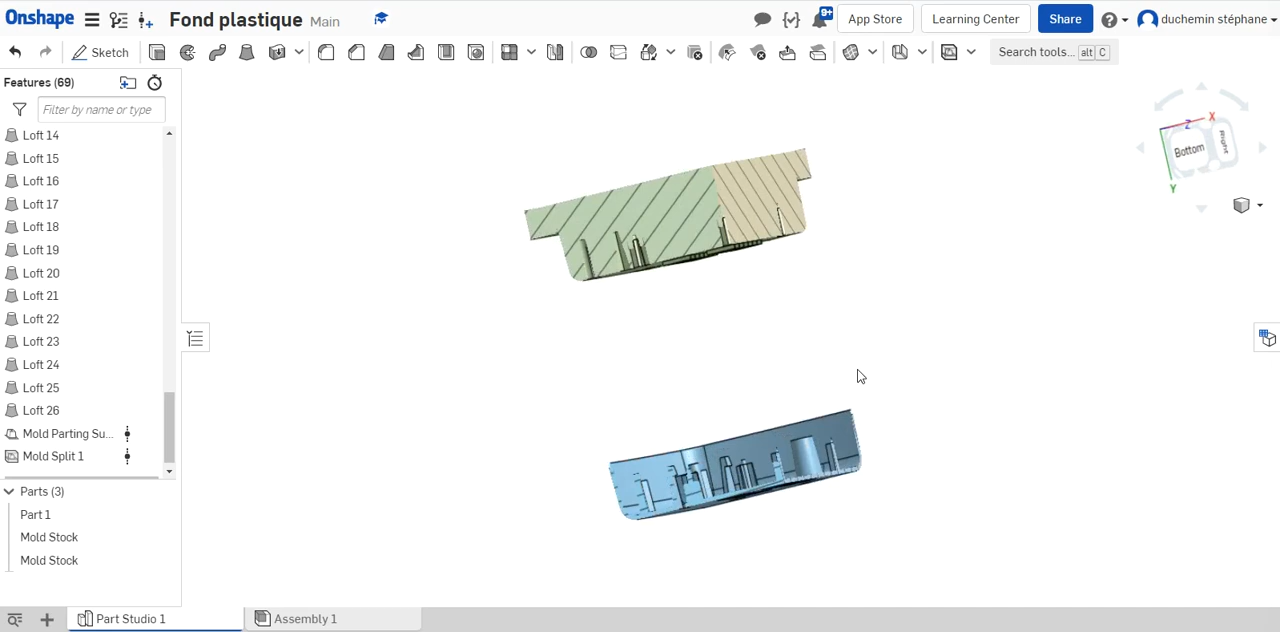 Onshape Fond plastique Main 9+ App Store Learning Center Share duchemin stéphane
Sketch Search tools... alt C
Features (69)
Filter by name or type
Loft 14
Loft 15
Loft 16
Loft 17
Loft 18
Loft 19
Loft 20
Loft 21
Loft 22
Loft 23
Loft 24
Loft 25
Loft 26
Mold Parting Su...
Mold Split 1
Parts (3)
Part 1
Mold Stock
Mold Stock
Z X
Bottom Right
Y
Part Studio 1 Assembly 1